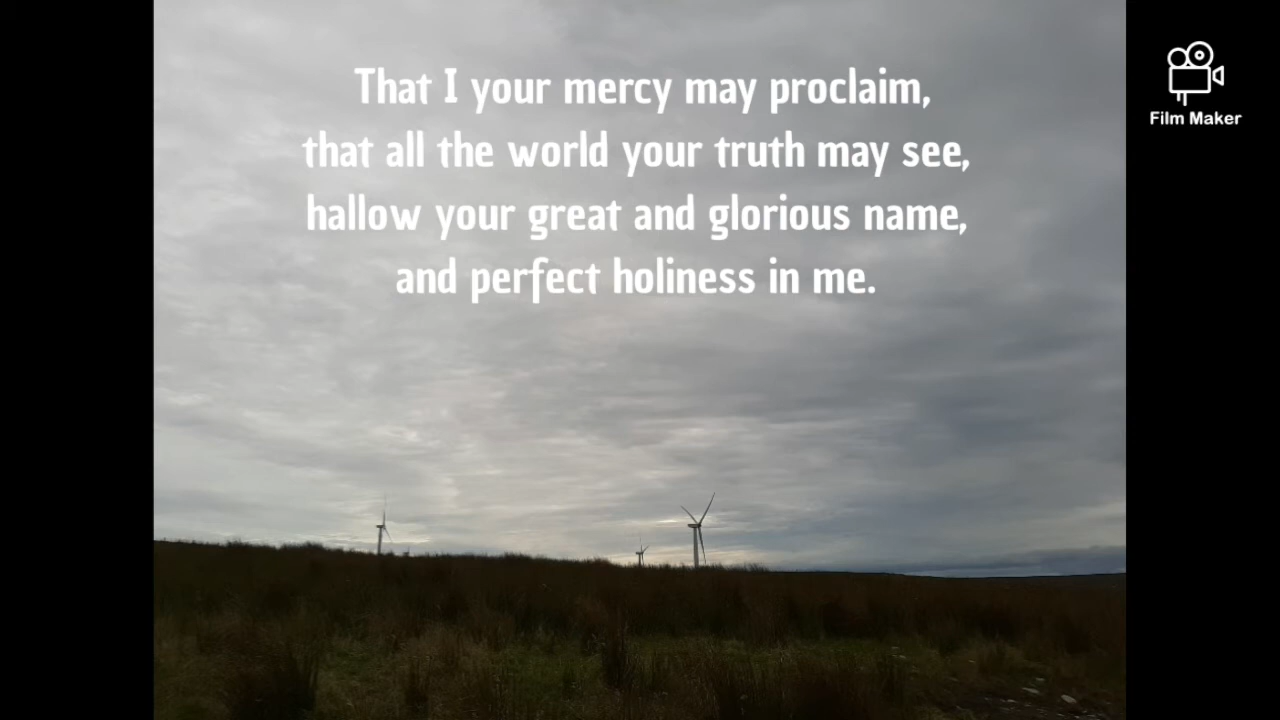 That I your mercy may proclaim,
that all the world your truth may see,
hallow your great and glorious name,
and perfect holiness in me.
Film Maker